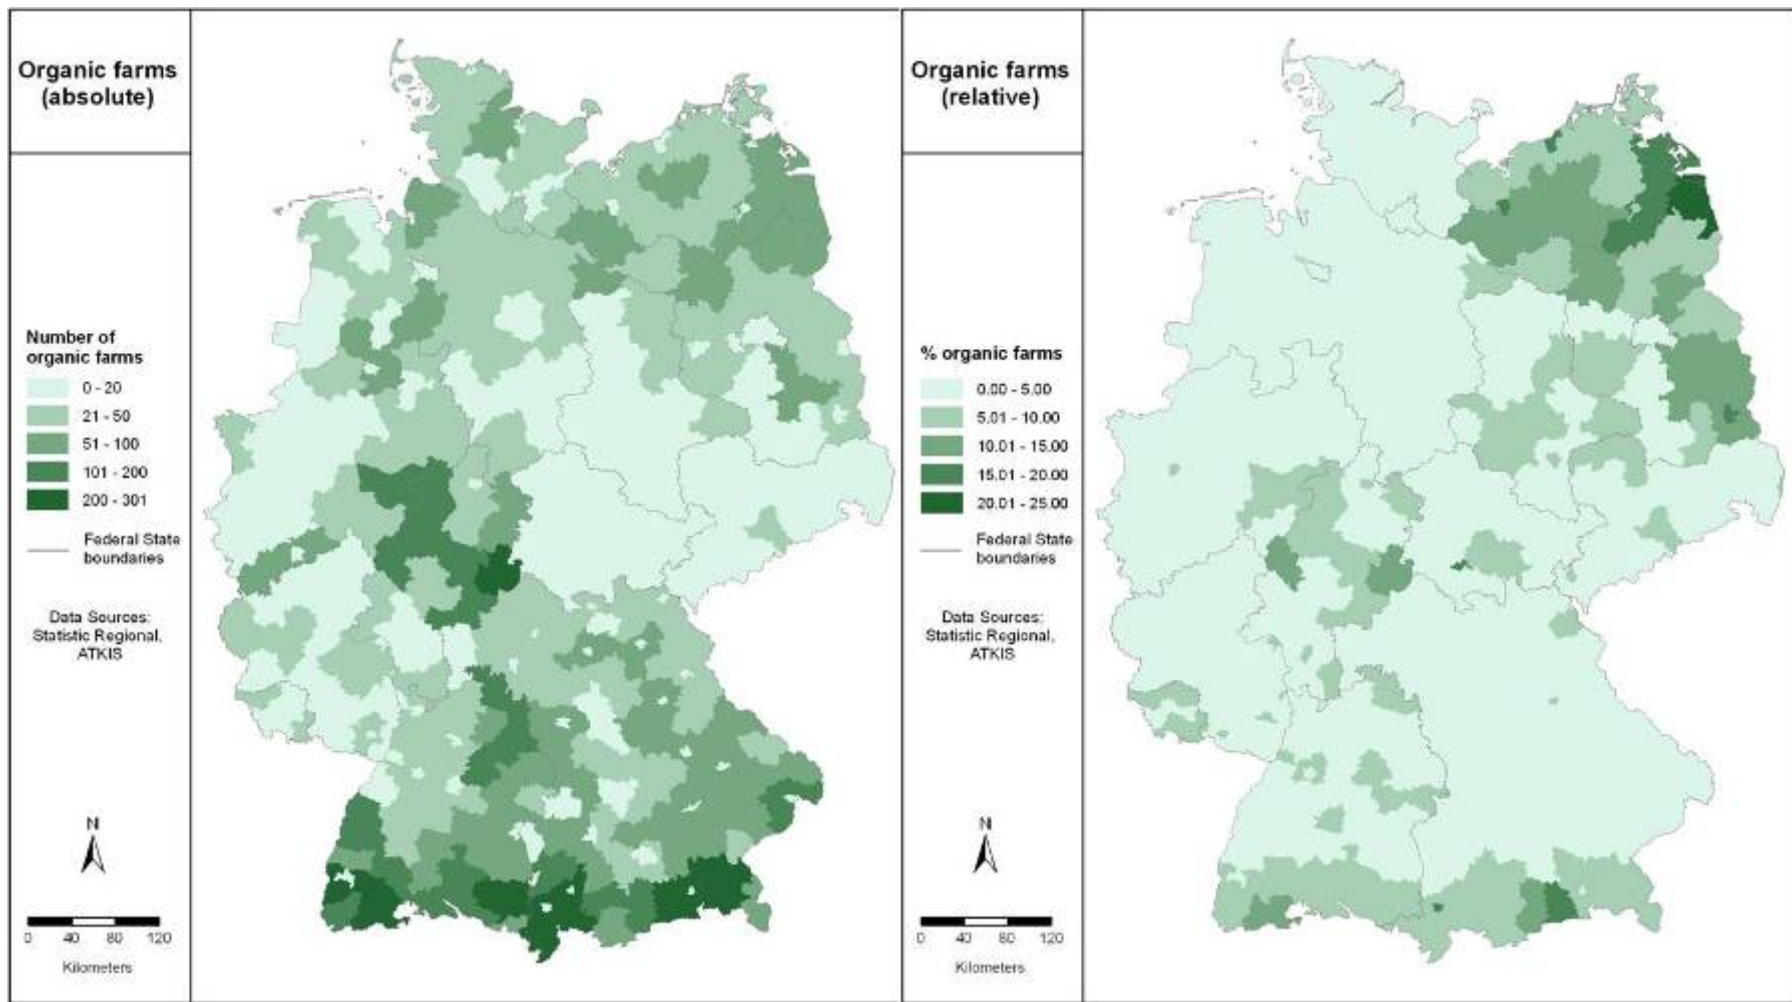 Organic farms
(absolute)
Number of
organic farms
0 - 20
21 - 50
51 - 100
101 - 200
200 - 301
Federal State
boundaries
Data Sources:
Statistic Regional,
ATKIS
N
0 40 80 120
Kilometers
Organic farms
(relative)
% organic farms
0.00 - 5.00
5.01 - 10.00
10.01 - 15.00
15.01 - 20.00
20.01 - 25.00
Federal State
boundaries
Data Sources:
Statistic Regional,
ATKIS
N
0 40 80 120
Kilometers